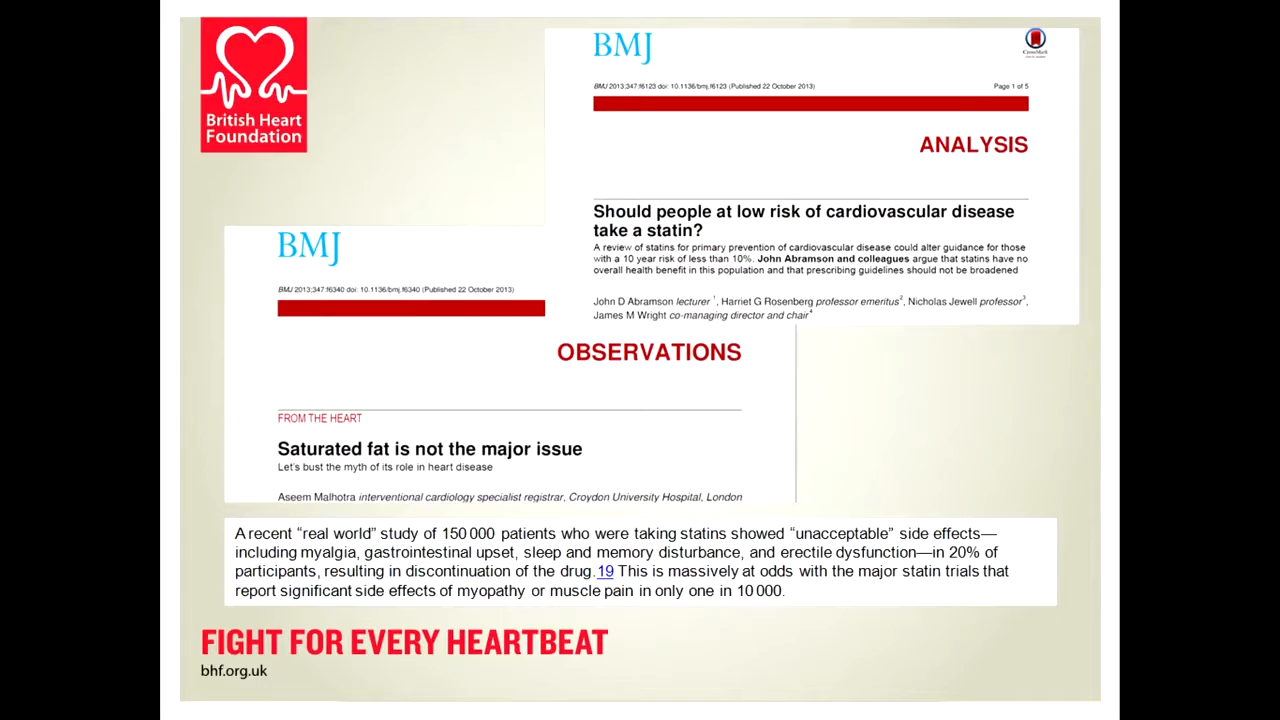 British Heart
Foundation
BMJ
CrossMark
BMJ 2013;347:f6123 doi: 10.1136/bmj.f6123 (Published 22 October 2013)
Page 1 of 5
ANALYSIS
Should people at low risk of cardiovascular disease
take a statin?
A review of statins for primary prevention of cardiovascular disease could alter guidance for those
with a 10 year risk of less than 10%. John Abramson and colleagues argue that statins have no
overall health benefit in this population and that prescribing guidelines should not be broadened
John D Abramson lecturer 1, Harriet G Rosenberg professor emeritus2, Nicholas Jewell professor3,
James M Wright co-managing director and chair4
BMJ
BMJ 2013;347:f6340 doi: 10.1136/bmj.f6340 (Published 22 October 2013)
OBSERVATIONS
FROM THE HEART
Saturated fat is not the major issue
Let's bust the myth of its role in heart disease
Aseem Malhotra interventional cardiology specialist registrar, Croydon University Hospital, London
A recent “real world” study of 150 000 patients who were taking statins showed “unacceptable” side effects—
including myalgia, gastrointestinal upset, sleep and memory disturbance, and erectile dysfunction—in 20% of
participants, resulting in discontinuation of the drug.19 This is massively at odds with the major statin trials that
report significant side effects of myopathy or muscle pain in only one in 10 000.
FIGHT FOR EVERY HEARTBEAT
bhf.org.uk